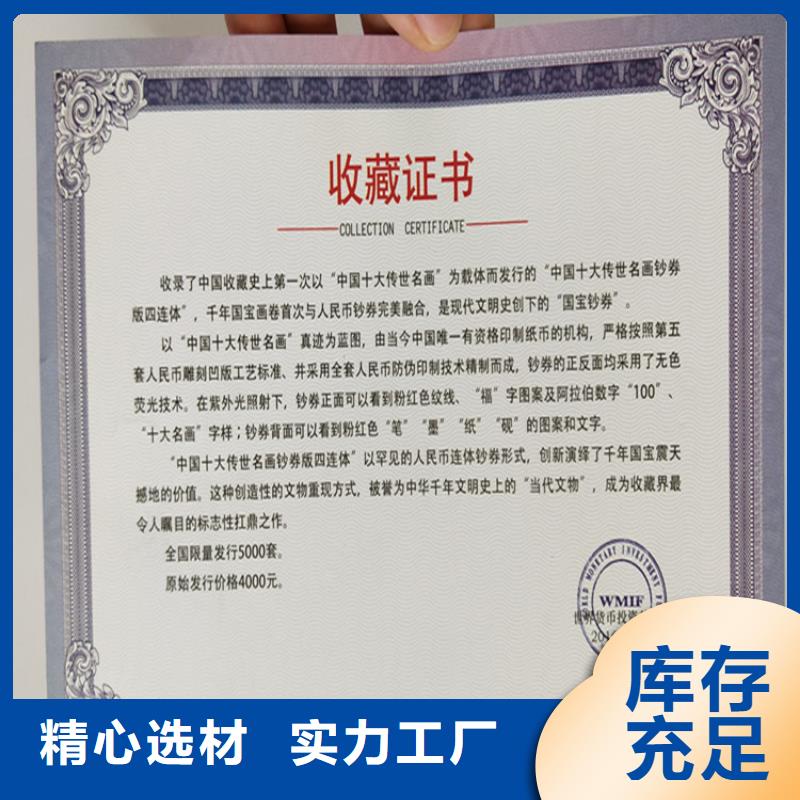 收藏证书
COLLECTION CERTIFICATE
收录了中国收藏史上第一次以“中国十大传世名画”为载体而发行的“中国十大传世名画钞券
版四连体”，千年国宝画卷首次与人民币钞券完美融合，是现代文明史创下的“国宝钞券”。
以“中国十大传世名画”真迹为蓝图，由当今中国唯一有资格印制纸币的机构，严格按照第五
套人民币雕刻凹版工艺标准、并采用全套人民币防伪印制技术精制而成，钞券的正反面均采用了无色
荧光技术。在紫外光照射下，钞券正面可以看到粉红色纹线、“福”字图案及阿拉伯数字“100”、
“十大名画”字样；钞券背面可以看到粉红色“笔”“墨”“纸”“砚”的图案和文字。
“中国十大传世名画钞券版四连体”以罕见的人民币连体钞券形式，创新演绎了千年国宝震天
撼地的价值。这种创造性的文物重现方式，被誉为中华千年文明史上的“当代文物”，成为收藏界最
令人瞩目的标志性扛鼎之作。
全国限量发行5000套。
原始发行价格4000元。
MONETARY INVESTMENT
WMIF
世界货币投资
库存
充足
精心选材 实力工厂